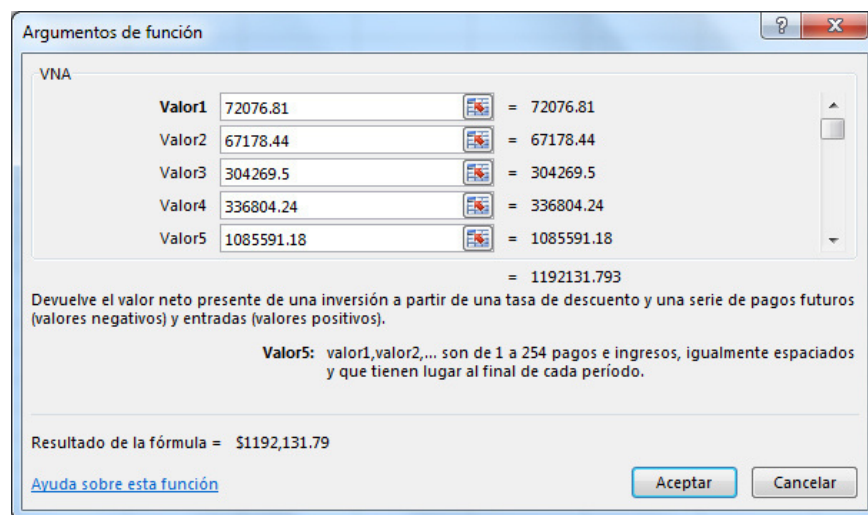 Argumentos de función
VNA
Valor1 72076.81 = 72076.81
Valor2 67178.44 = 67178.44
Valor3 304269.5 = 304269.5
Valor4 336804.24 = 336804.24
Valor5 1085591.18 = 1085591.18
= 1192131.793
Devuelve el valor neto presente de una inversión a partir de una tasa de descuento y una serie de pagos futuros
(valores negativos) y entradas (valores positivos).
Valor5: valor1,valor2,... son de 1 a 254 pagos e ingresos, igualmente espaciados
y que tienen lugar al final de cada período.
Resultado de la fórmula = $1192,131.79
Ayuda sobre esta función
Aceptar Cancelar